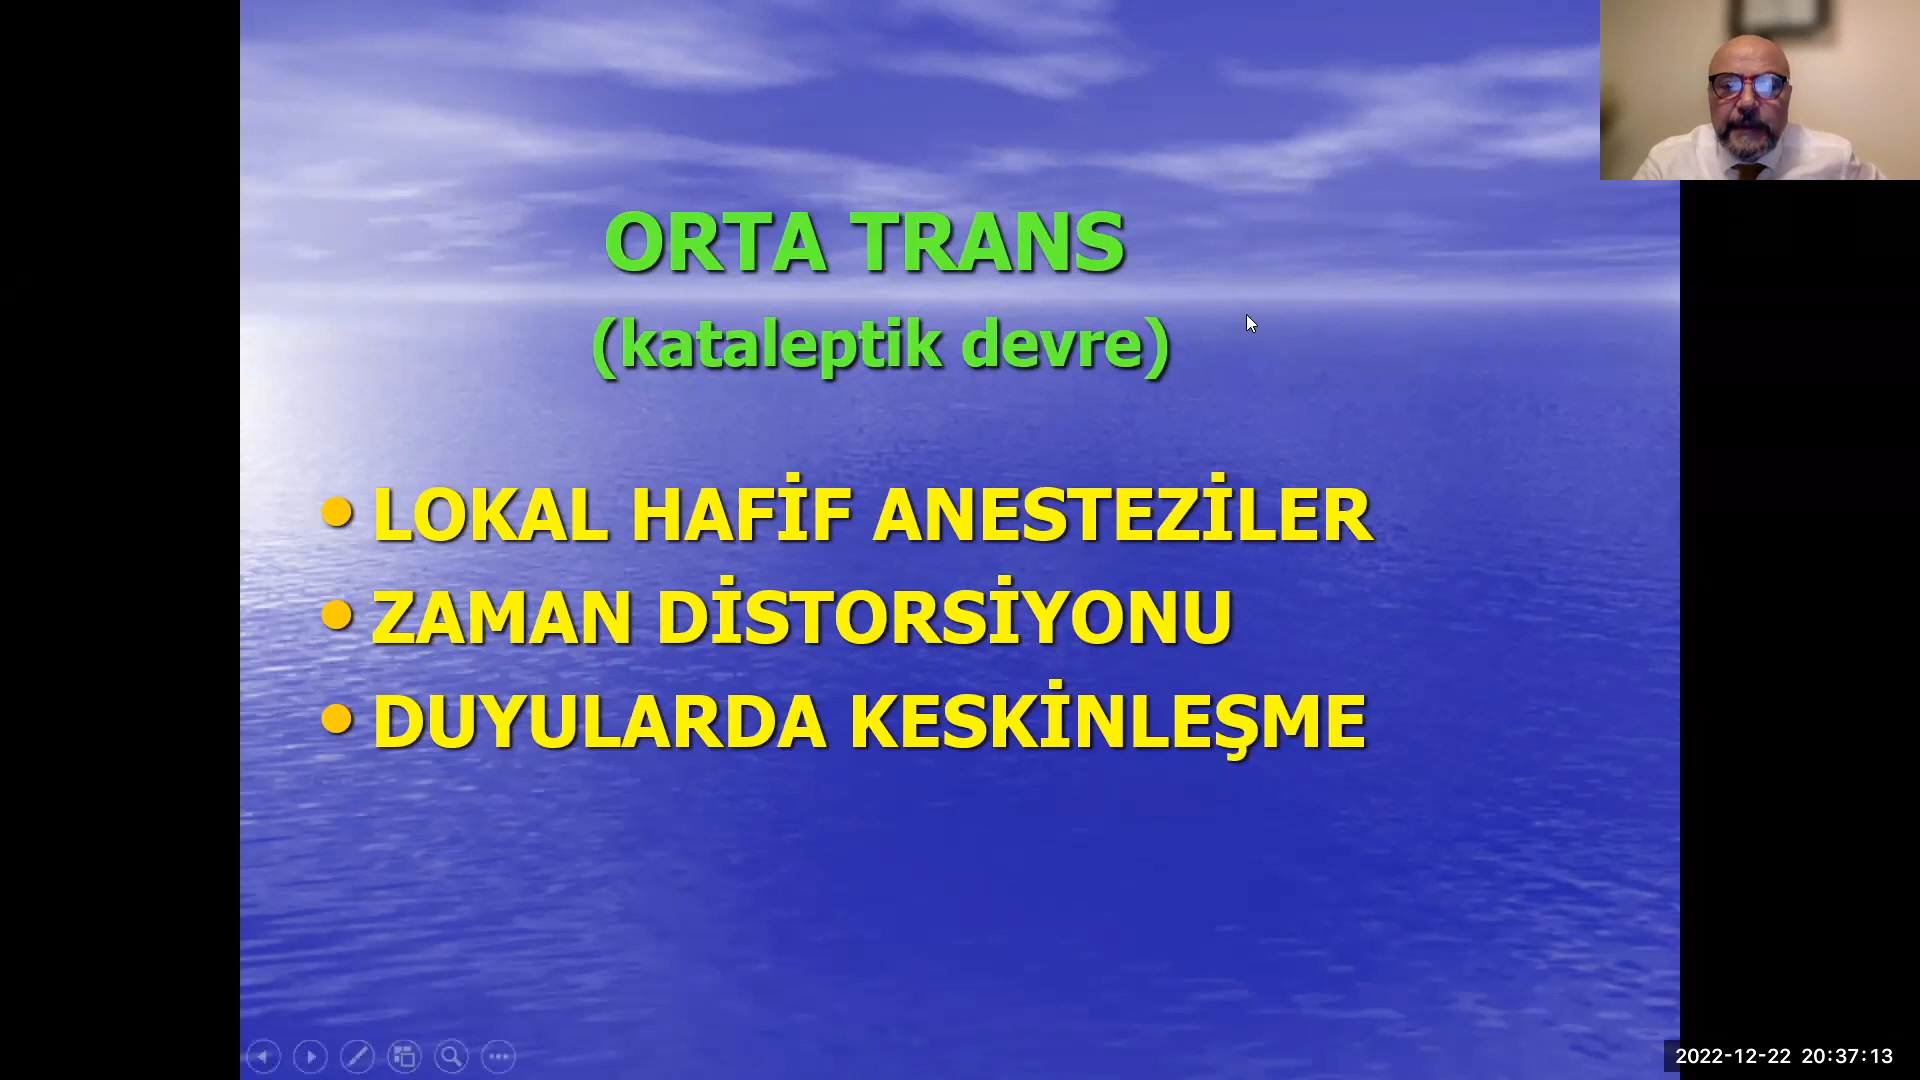 ORTA TRANS
(kataleptik devre)
• LOKAL HAFİF ANESTEZİLER
• ZAMAN DİSTORSİYONU
• DUYULARDA KESKİNLEŞME
2022-12-22 20:37:13